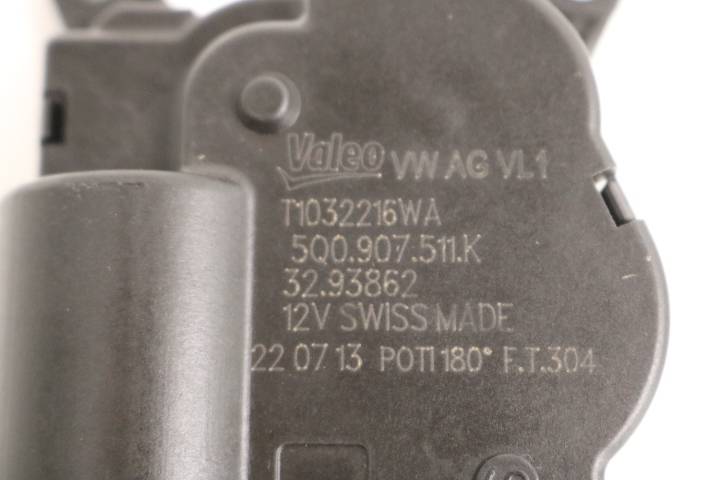 Valeo VW AG VL1
T1032216WA
5Q0.907.511.K
32.93862
12V SWISS MADE
22 07 13 POTI 180° F.T.304